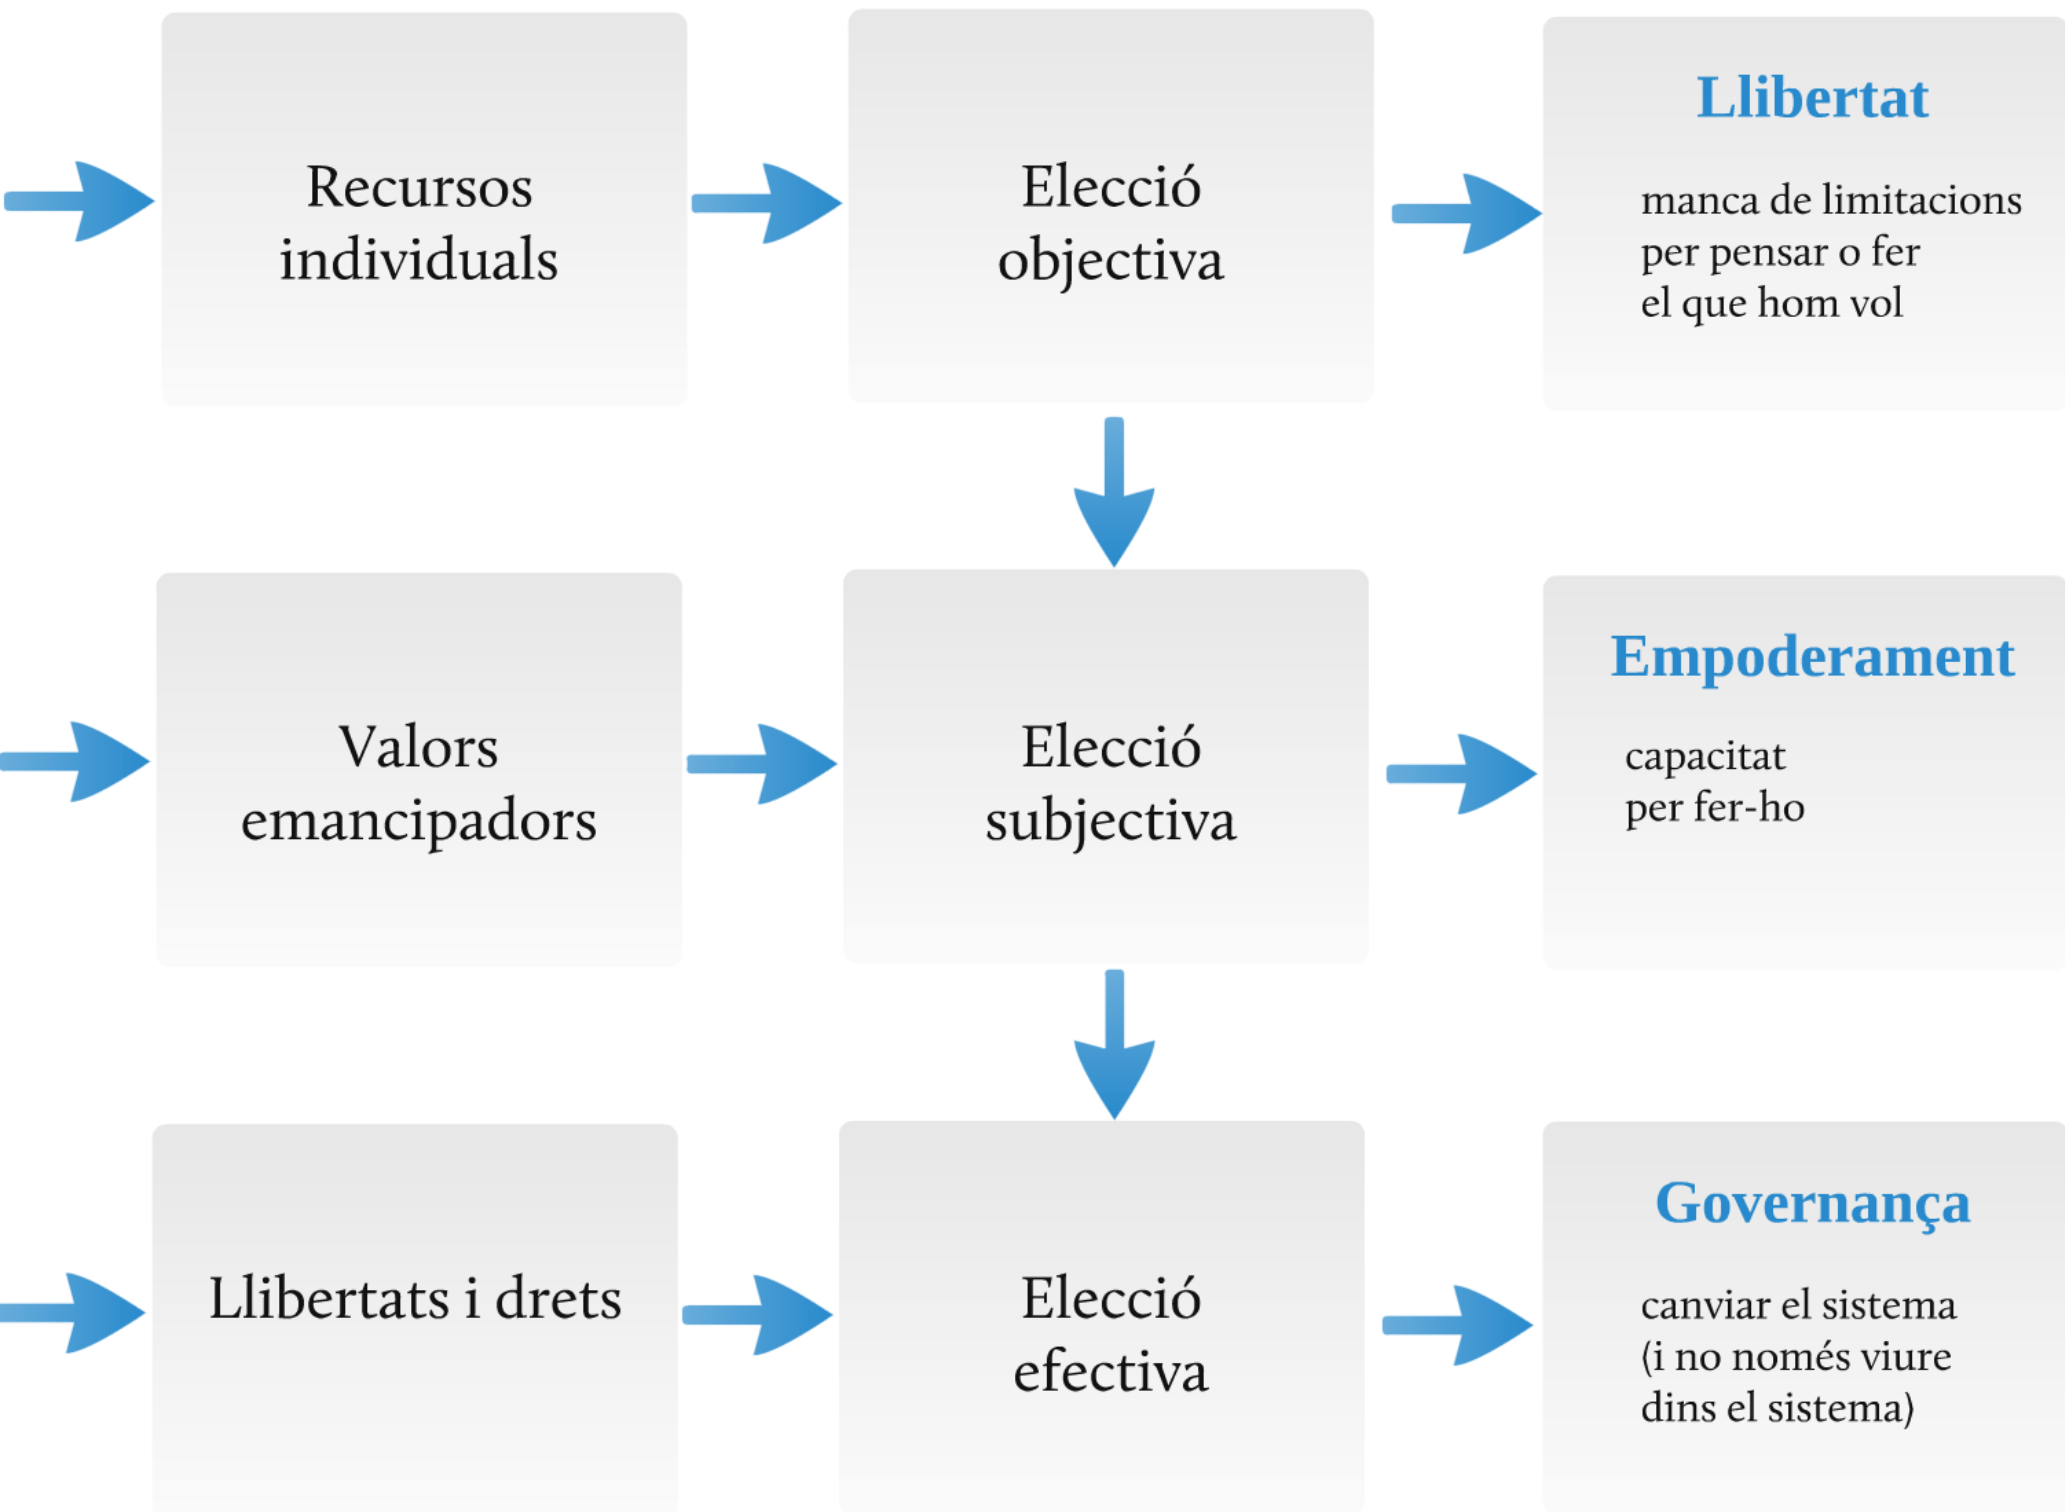 Recursos
individuals
Elecció
objectiva
Llibertat
manca de limitacions
per pensar o fer
el que hom vol
Valors
emancipadors
Elecció
subjectiva
Empoderament
capacitat
per fer-ho
Llibertats i drets
Elecció
efectiva
Governança
canviar el sistema
(i no només viure
dins el sistema)